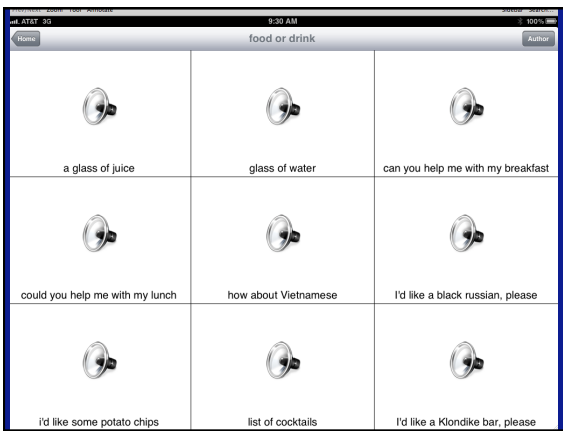 AT&T 3G 9:30 AM 100%
Home food or drink Author
a glass of juice glass of water can you help me with my breakfast
could you help me with my lunch how about Vietnamese I'd like a black russian, please
i'd like some potato chips list of cocktails I'd like a Klondike bar, please